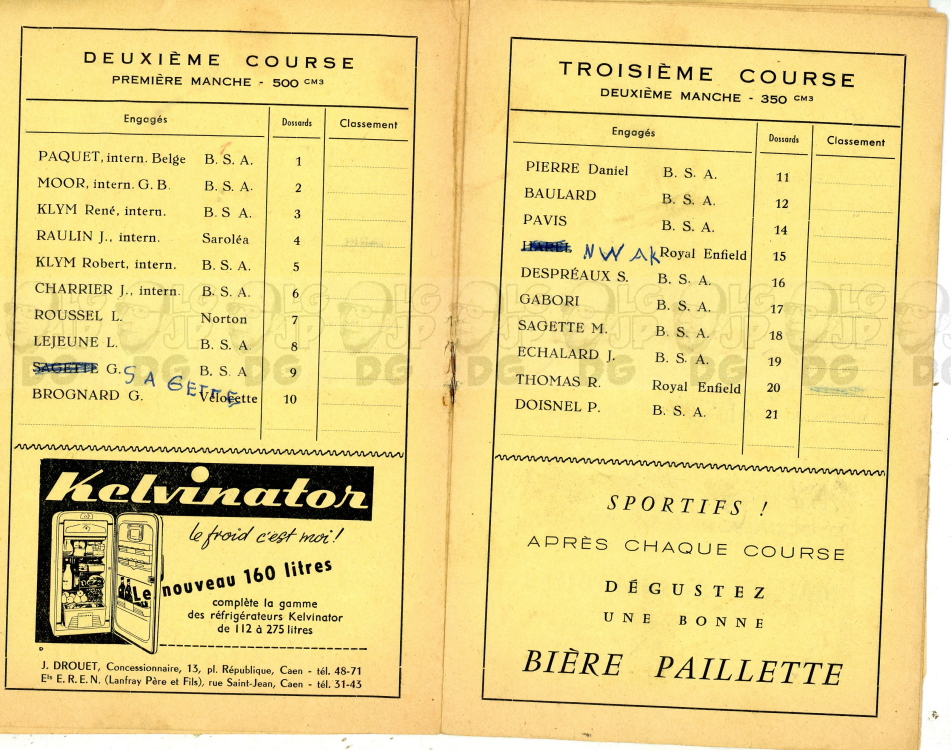 DEUXIÈME COURSE
PREMIÈRE MANCHE - 500 CM3
Engagés Dossards Classement
PAQUET, intern. Belge B. S. A. 1
MOOR, intern. G. B. B. S. A. 2
KLYM René, intern. B. S A. 3
RAULIN J., intern. Saroléa 4
KLYM Robert, intern. B. S. A. 5
CHARRIER J., intern. B. S. A. 6
ROUSSEL L. Norton 7
LEJEUNE L. B. S. A. 8
SAGETTE G. B. S. A 9
SAGETTE
BROGNARD G. Vélocette 10
Kelvinator
le froid c'est moi !
Le nouveau 160 litres
complète la gamme
des réfrigérateurs Kelvinator
de 112 à 275 litres
J. DROUET, Concessionnaire, 13, pl. République, Caen - tél. 48-71
Ets E. R. E. N. (Lanfray Père et Fils), rue Saint-Jean, Caen - tél. 31-43
TROISIÈME COURSE
DEUXIÈME MANCHE - 350 CM3
Engagés Dossards Classement
PIERRE Daniel B. S. A. 11
BAULARD B. S. A. 12
PAVIS B. S. A. 14
NWAK Royal Enfield 15
DESPRÉAUX S. B. S. A. 16
GABORI B. S. A. 17
SAGETTE M. B. S. A. 18
ECHALARD J. B. S. A. 19
THOMAS R. Royal Enfield 20
DOISNEL P. B. S. A. 21
SPORTIFS !
APRÈS CHAQUE COURSE
DÉGUSTEZ
UNE BONNE
BIÈRE PAILLETTE
LG JP DG